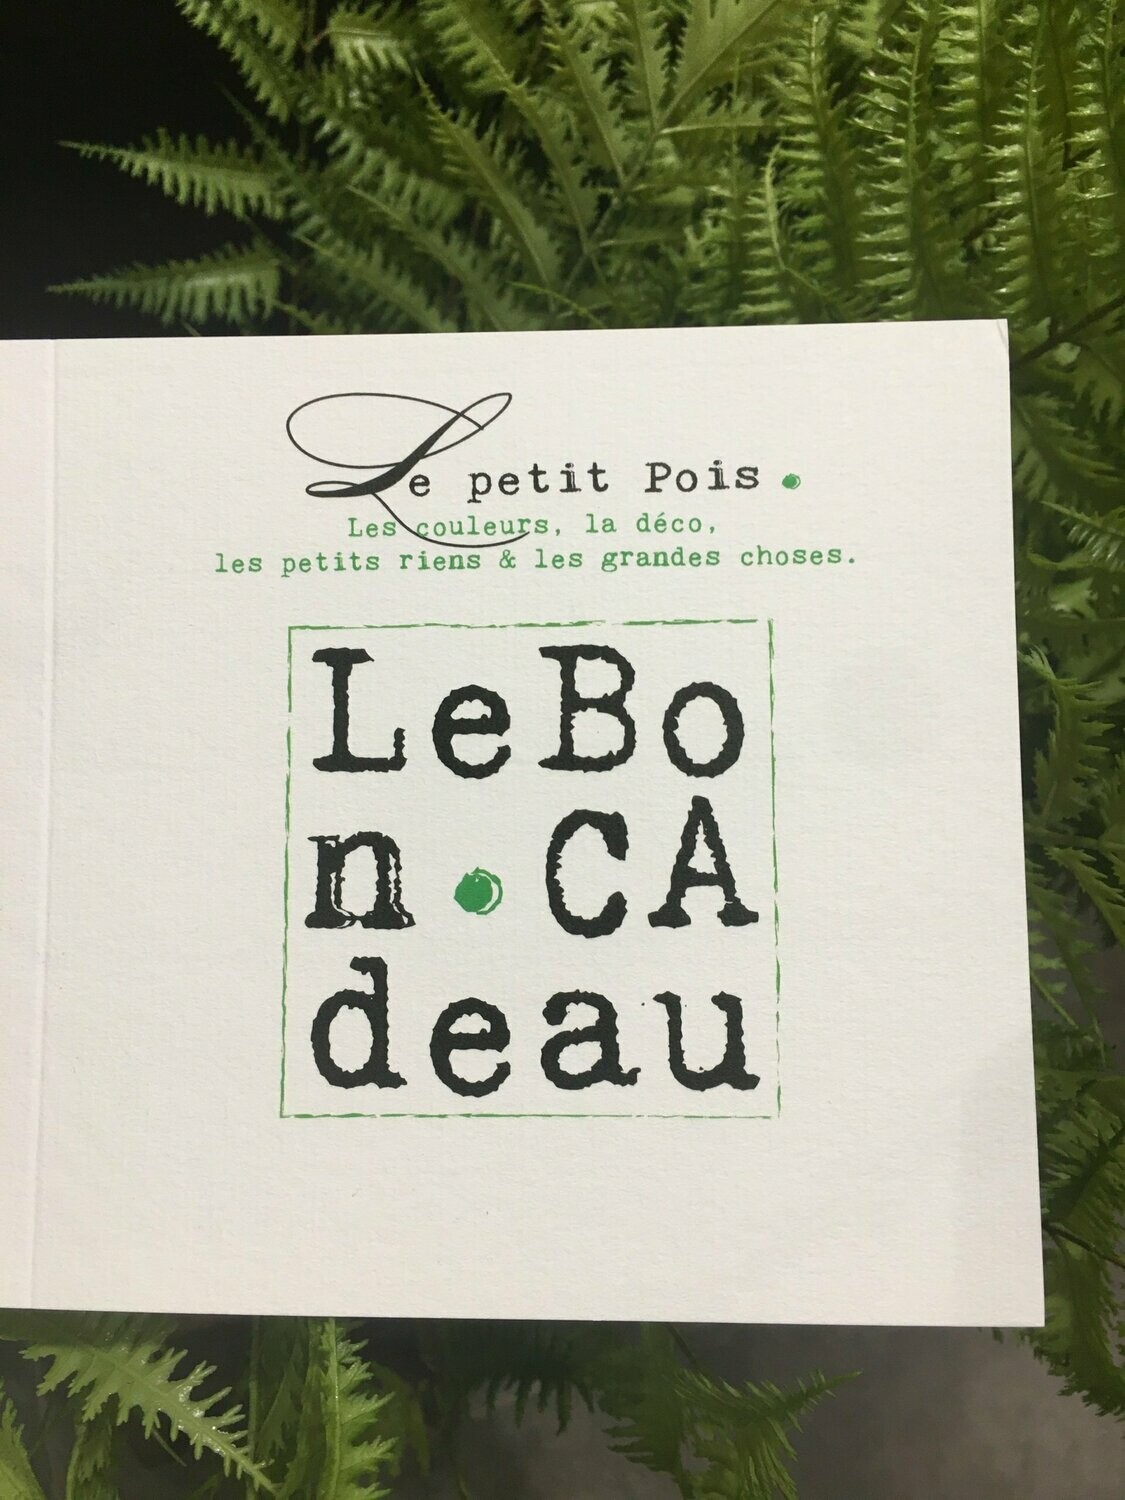 Le petit Pois
Les couleurs, la déco,
les petits riens & les grandes choses.
LeBo
n•CA
deau